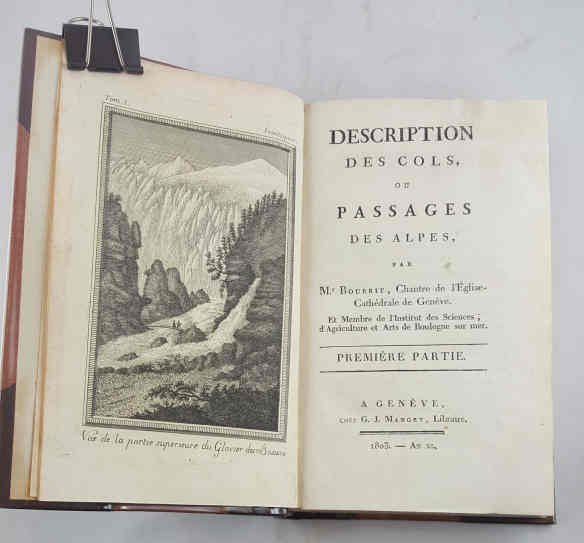 Tom. I.
Vue de la partie superieure du Glacier des
DESCRIPTION
DES COLS,
OU
PASSAGES
DES ALPES,
PAR
Mr Bourrit, Chantre de l'Église-
Cathédrale de Genève.
Et Membre de l'Institut des Sciences,
d'Agriculture et Arts de Boulogne sur mer.
PREMIÈRE PARTIE.
A GENÈVE,
CHEZ G. J. MANGET, Libraire.
1803. — AN XI.